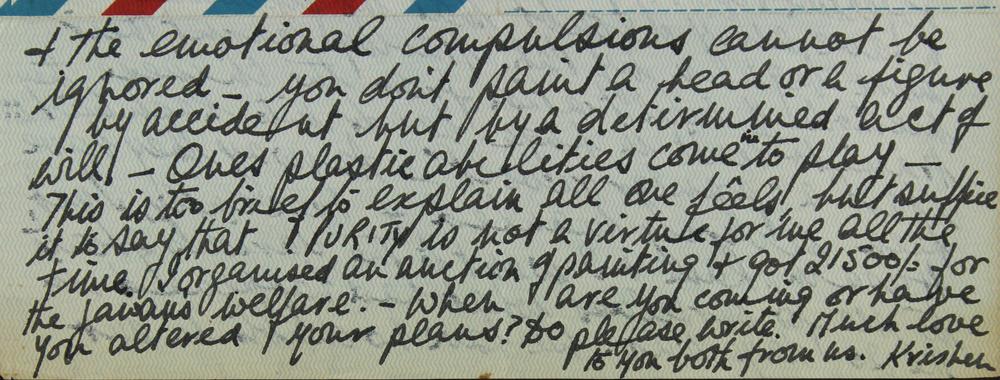 & the emotional compulsions cannot be
ignored – you don't paint a head or a figure
by accident but by a determined act of
will. – Ones plastic abilities come into play –
This is too brief to explain all one feels, but suffice
it to say that PURITY is not a virtue for me all the
time. I organised an auction of painting & got 21500/- for
the jawans welfare. – When are you coming or have
you altered your plans? Do please write. Much love
to you both from us. Krishen